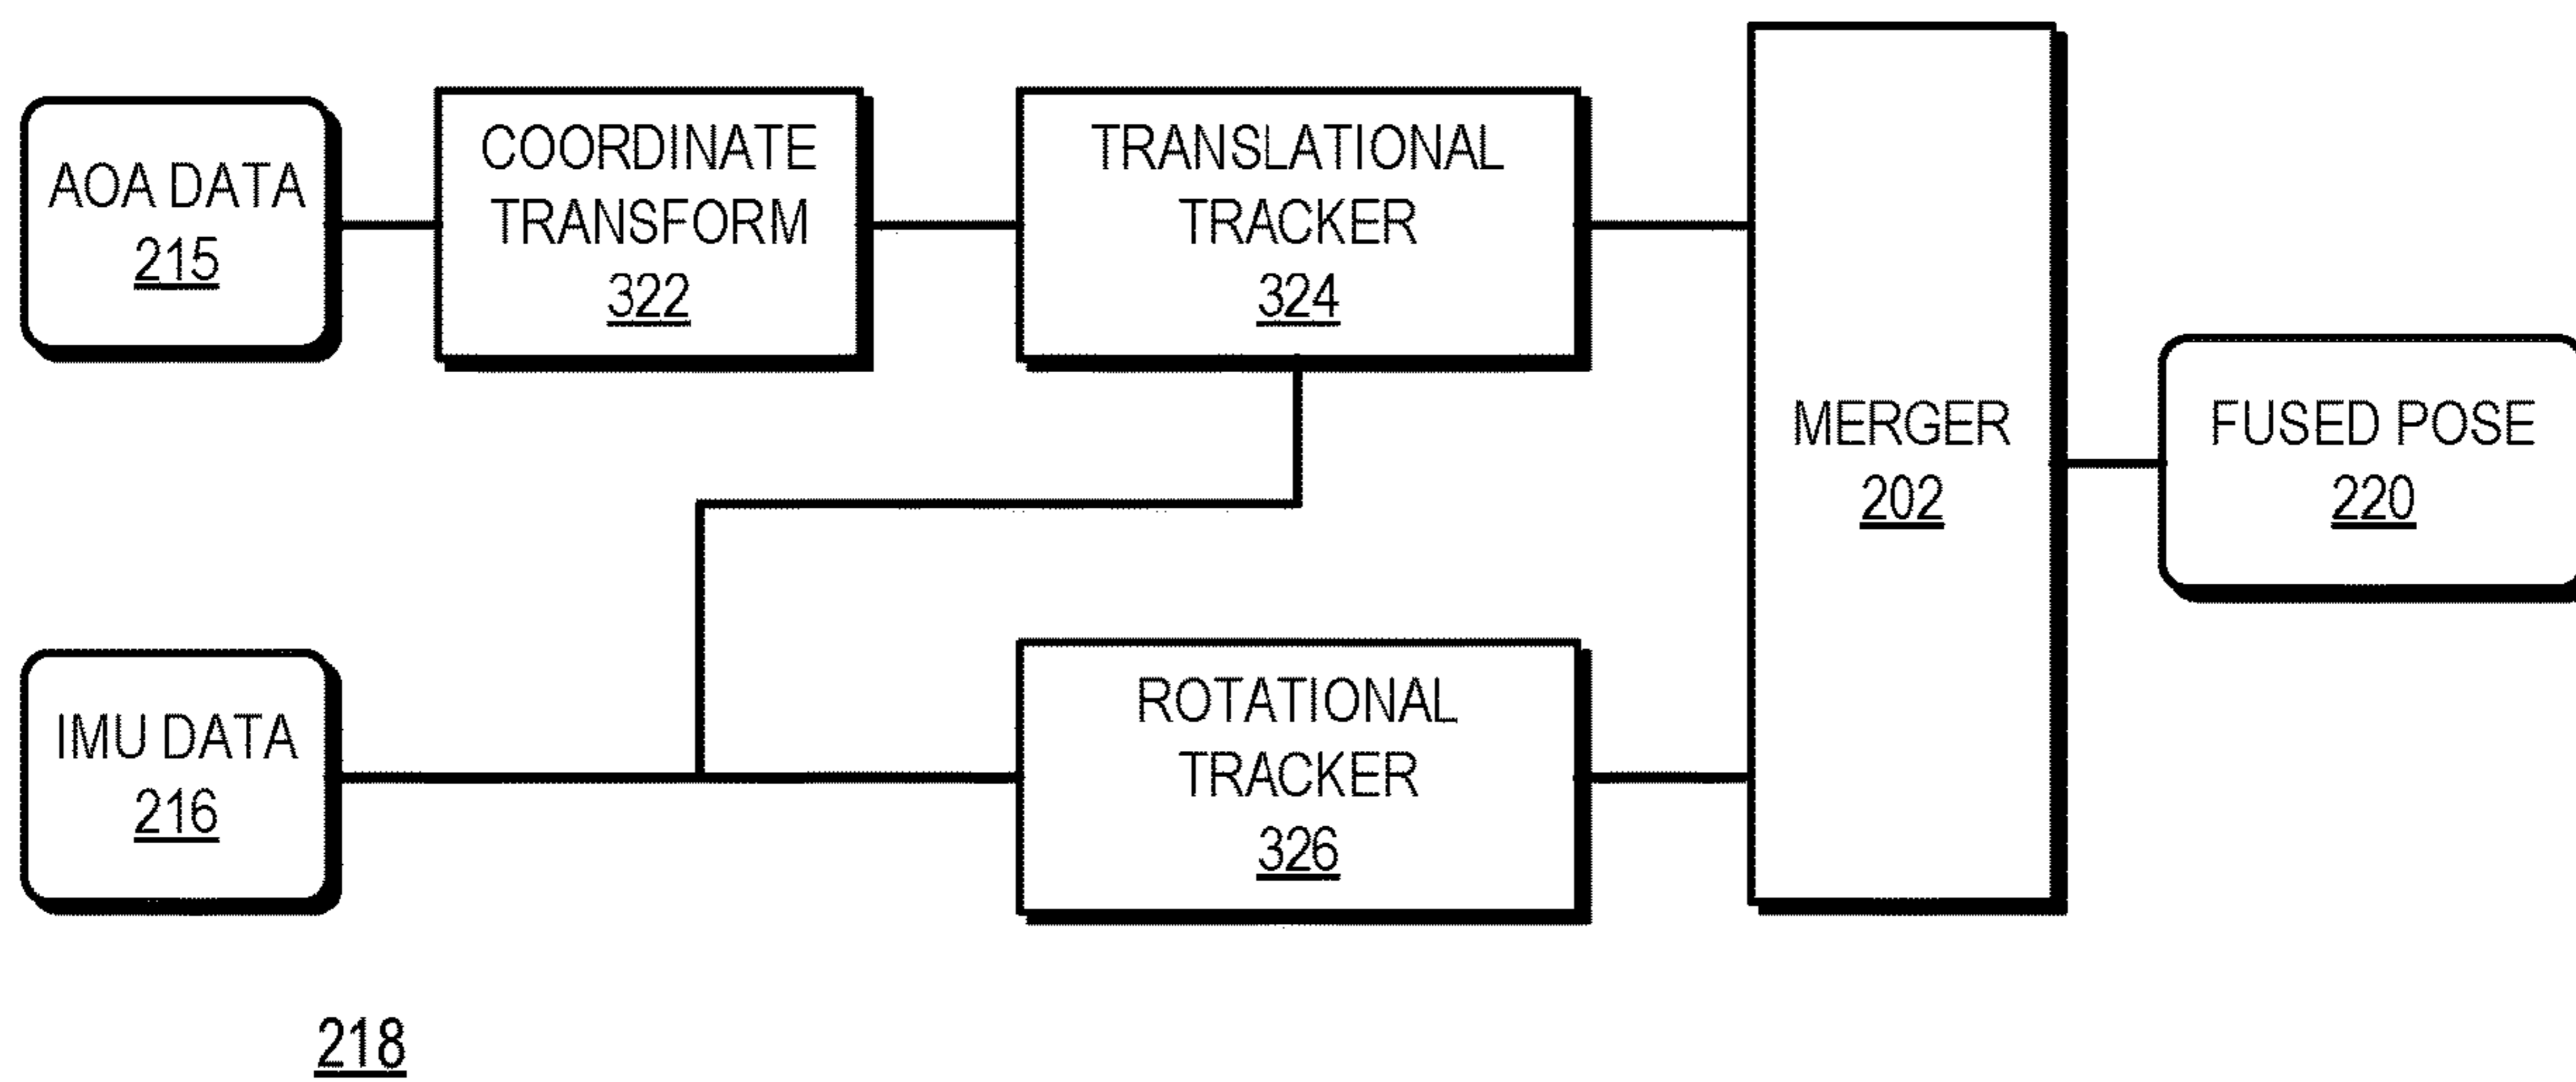 AOA DATA
215
COORDINATE
TRANSFORM
322
TRANSLATIONAL
TRACKER
324
MERGER
202
FUSED POSE
220
IMU DATA
216
ROTATIONAL
TRACKER
326
218